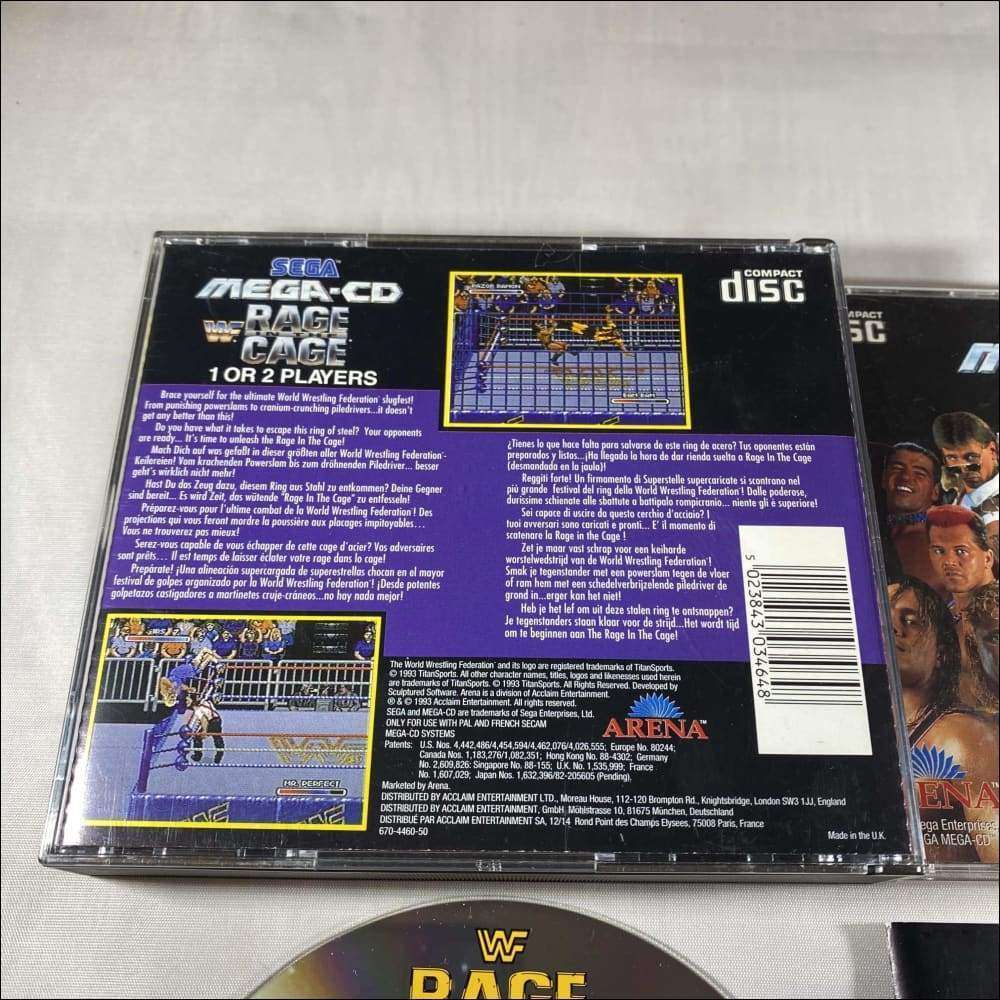 SEGA
MEGA-CD
WF RAGE
IN THE
CAGE
1 OR 2 PLAYERS
COMPACT
disc
RAZOR RAMON
BRET HART
Brace yourself for the ultimate World Wrestling Federation® slugfest!
From punishing powerslams to cranium-crunching piledrivers...it doesn't
get any better than this!
Do you have what it takes to escape this ring of steel? Your opponents
are ready... It's time to unleash the Rage In The Cage!
Mach Dich auf was gefaßt in dieser größten aller World Wrestling Federation®-
Keilereien! Vom krachenden Powerslam bis zum dröhnenden Piledriver... besser
geht's wirklich nicht mehr!
Hast Du das Zeug dazu, diesem Ring aus Stahl zu entkommen? Deine Gegner
sind bereit... Es wird Zeit, das wütende "Rage In The Cage" zu entfesseln!
Préparez-vous pour l'ultime combat de la World Wrestling Federation®! Des
projections qui vous feront mordre la poussière aux placages impitoyables...
Vous ne trouverez pas mieux!
Serez-vous capable de vous échapper de cette cage d'acier? Vos adversaires
sont prêts... Il est temps de laisser éclater votre rage dans la cage!
Prepárate! ¡Una alineación supercargada de superestrellas chocan en el mayor
festival de golpes organizado por la World Wrestling Federation®! ¡Desde potentes
golpetazos castigadores a martinetes cruje-cráneos...no hay nada mejor!
¿Tienes lo que hace falta para salvarse de este ring de acero? Tus oponentes están
preparados y listos...¡Ha llegado la hora de dar rienda suelta a Rage In The Cage
(desmandada en la jaula)!
Reggiti forte! Un firmomento di Superstelle supercaricate si scontrano nel
più grande festival del ring della World Wrestling Federation®! Dalle poderose,
durissime schienate alle sbattute a battipalo rompicranio... niente gli é superiore!
Sei capace di uscire da questo cerchio d'acciaio? I
tuoi avversari sono caricati e pronti... E' il momento di
scatenare la Rage in the Cage!
Zet je maar vast schrap voor een keiharde
worstelwedstrijd van de World Wrestling Federation®!
Smak je tegenstander met een powerslam tegen de vloer
of ram hem met een schedelverbrijzelende piledriver de
grond in...erger kan het niet!
Heb je het lef om uit deze stalen ring te ontsnappen?
Je tegenstanders staan klaar voor de strijd...Het wordt tijd
om te beginnen aan The Rage In The Cage!
5 023843 034648
MR. PERFECT
The World Wrestling Federation® and its logo are registered trademarks of TitanSports.
© 1993 TitanSports. All other character names, titles, logos and likenesses used herein
are trademarks of TitanSports. © 1993 TitanSports. All Rights Reserved. Developed by
Sculptured Software. Arena is a division of Acclaim Entertainment.
® & © 1993 Acclaim Entertainment. All rights reserved.
SEGA and MEGA-CD are trademarks of Sega Enterprises, Ltd.
ONLY FOR USE WITH PAL AND FRENCH SECAM
MEGA-CD SYSTEMS
Patents: U.S. Nos. 4,442,486/4,454,594/4,462,076/4,026,555; Europe No. 80244;
Canada Nos. 1,183,276/1,082,351; Hong Kong No. 88-4302; Germany
No. 2,609,826; Singapore No. 88-155; U.K. No. 1,535,999; France
No. 1,607,029; Japan Nos. 1,632,396/82-205605 (Pending).
Marketed by Arena.
DISTRIBUTED BY ACCLAIM ENTERTAINMENT LTD., Moreau House, 112-120 Brompton Rd., Knightsbridge, London SW3 1JJ, England
DISTRIBUTED BY ACCLAIM ENTERTAINMENT. GmbH Möhlstrasse 10, 81675 München, Deutschland
DISTRIBUÉ PAR ACCLAIM ENTERTAINMENT SA, 12/14 Rond Point des Champs Elysees, 75008 Paris, France
670-4460-50
Made in the U.K.
ARENA™
MPACT
SC
M
ENA
ega Enterprises
GA MEGA-CD
WF
RAGE